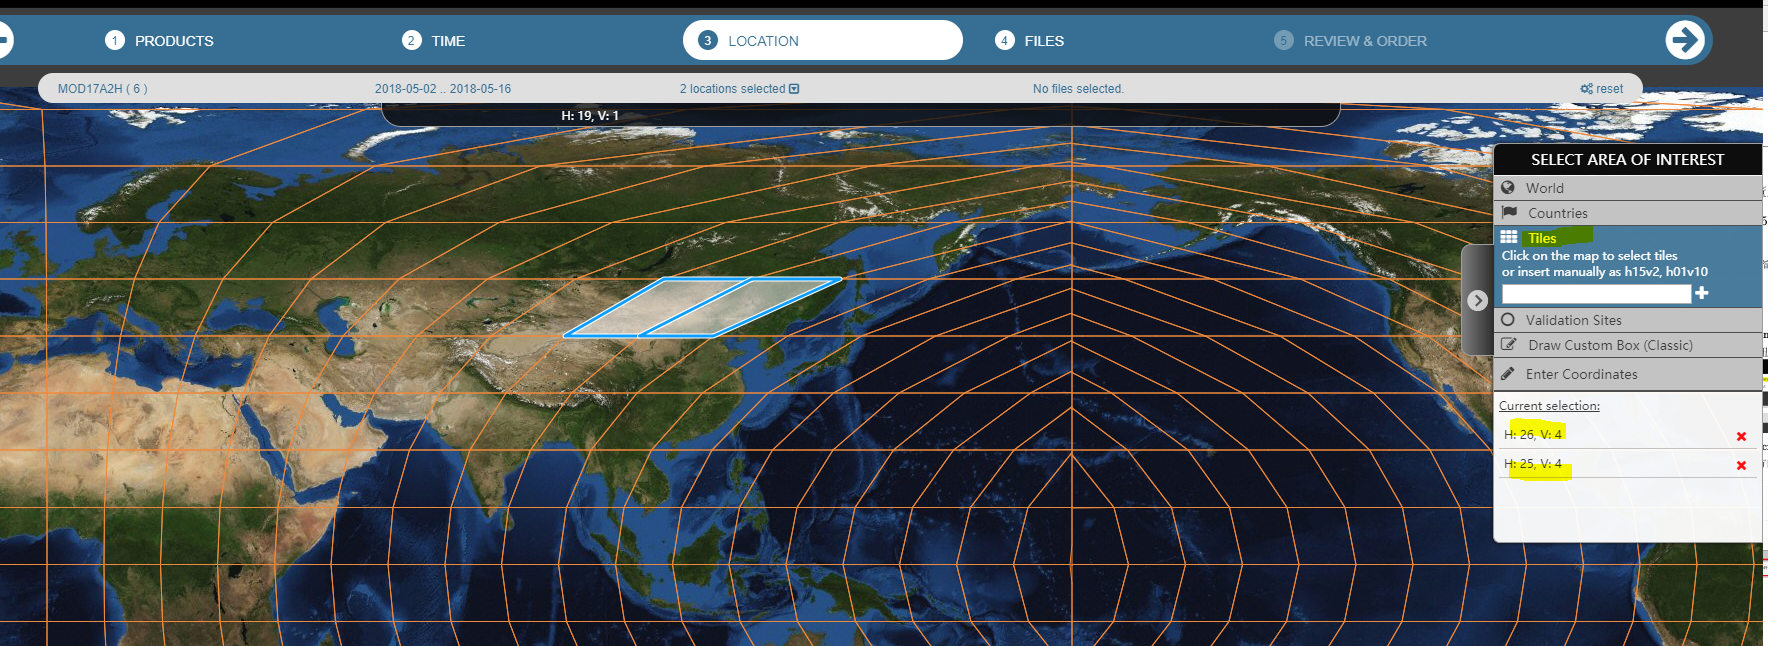 1 PRODUCTS
2 TIME
3 LOCATION
4 FILES
5 REVIEW & ORDER
MOD17A2H ( 6 )
2018-05-02 .. 2018-05-16
2 locations selected
No files selected.
reset
H: 19, V: 1
SELECT AREA OF INTEREST
World
Countries
Tiles
Click on the map to select tiles
or insert manually as h15v2, h01v10
Validation Sites
Draw Custom Box (Classic)
Enter Coordinates
Current selection:
H: 26, V: 4
H: 25, V: 4